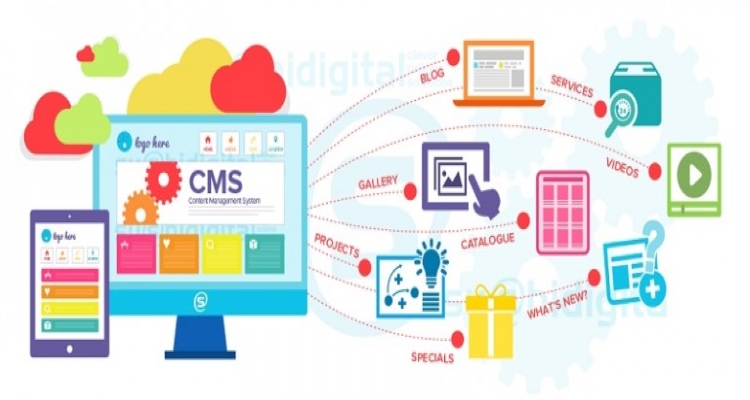 logo here
CMS
Content Management System
logo here
BLOG
SERVICES
VIDEOS
GALLERY
CATALOGUE
PROJECTS
WHAT'S NEW?
SPECIALS